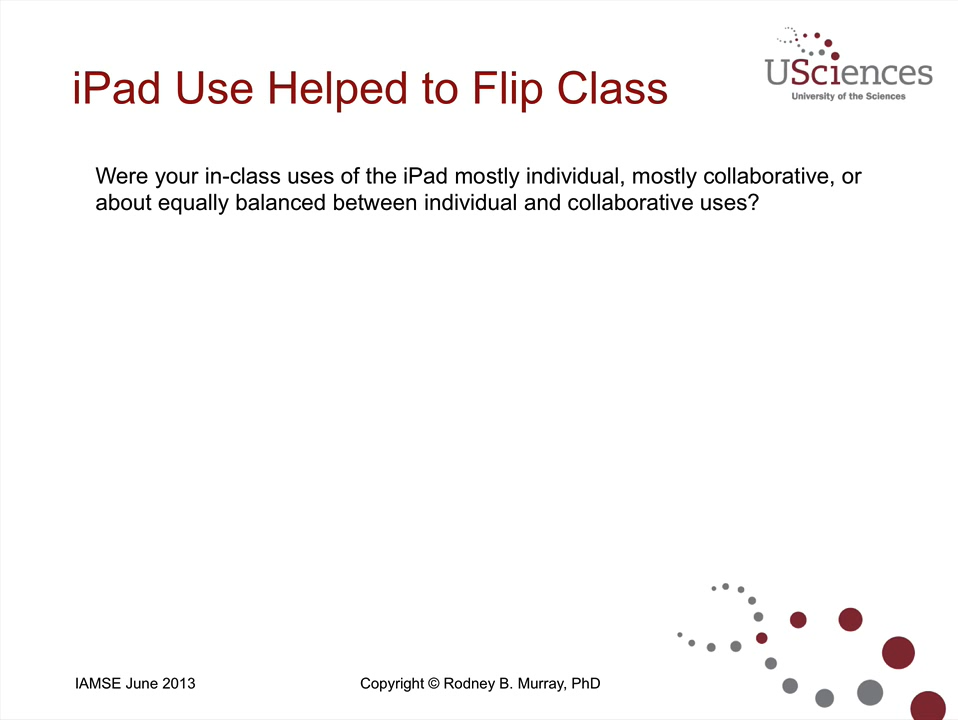 USciences
University of the Sciences
iPad Use Helped to Flip Class
Were your in-class uses of the iPad mostly individual, mostly collaborative, or
about equally balanced between individual and collaborative uses?
IAMSE June 2013
Copyright © Rodney B. Murray, PhD